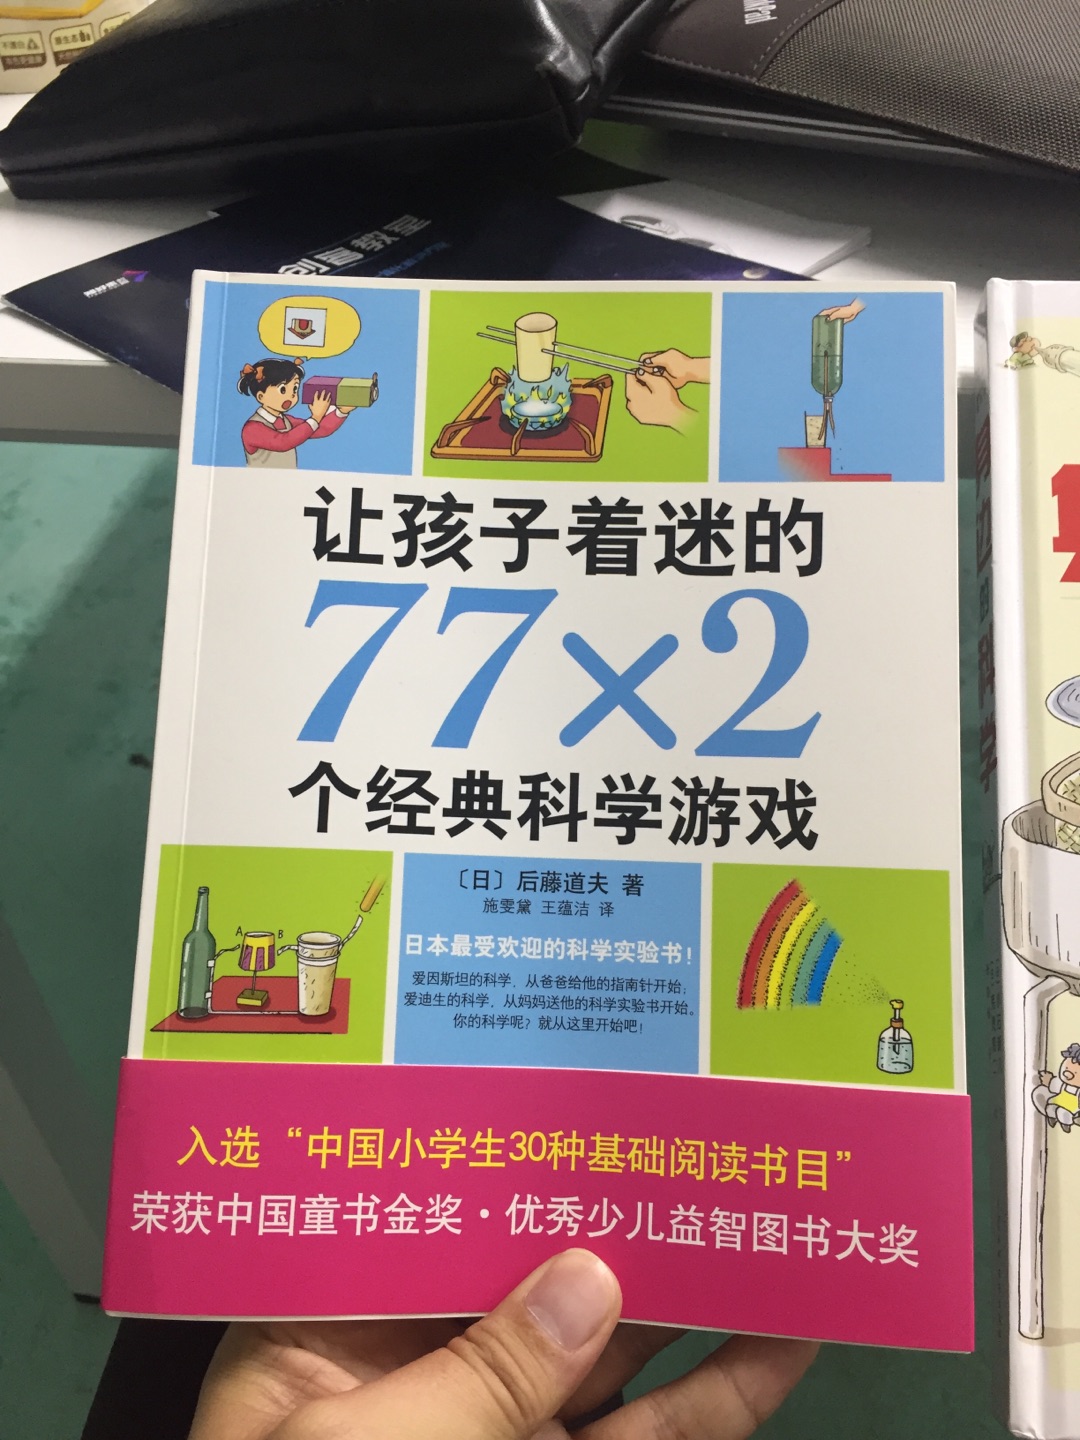 创客教室
让孩子着迷的
77×2
个经典科学游戏
〔日〕后藤道夫 著
施雯黛 王蕴洁 译
日本最受欢迎的科学实验书！
爱因斯坦的科学，从爸爸给他的指南针开始；
爱迪生的科学，从妈妈送他的科学实验书开始。
你的科学呢？就从这里开始吧！
A
B
入选“中国小学生30种基础阅读书目”
荣获中国童书金奖·优秀少儿益智图书大奖